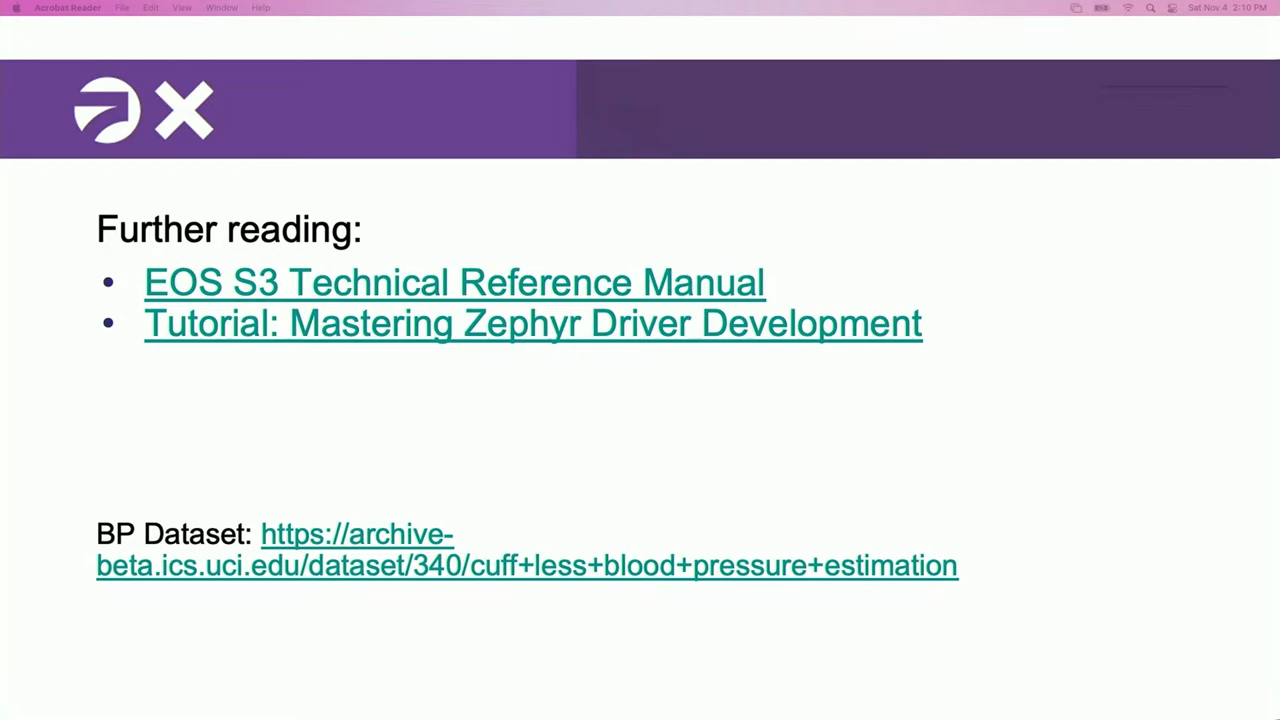 Acrobat Reader File Edit View Window Help Sat Nov 4 2:10 PM
Further reading:
• EOS S3 Technical Reference Manual
• Tutorial: Mastering Zephyr Driver Development
BP Dataset: https://archive-
beta.ics.uci.edu/dataset/340/cuff+less+blood+pressure+estimation